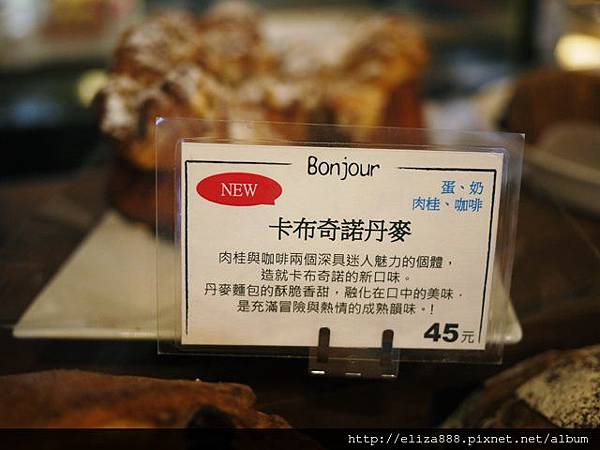 Bonjour
NEW
蛋、奶
肉桂、咖啡
卡布奇諾丹麥
肉桂與咖啡兩個深具迷人魅力的個體，
造就卡布奇諾的新口味。
丹麥麵包的酥脆香甜，融化在口中的美味．
是充滿冒險與熱情的成熟韻味。!
45元
http://eliza888.pixnet.net/album